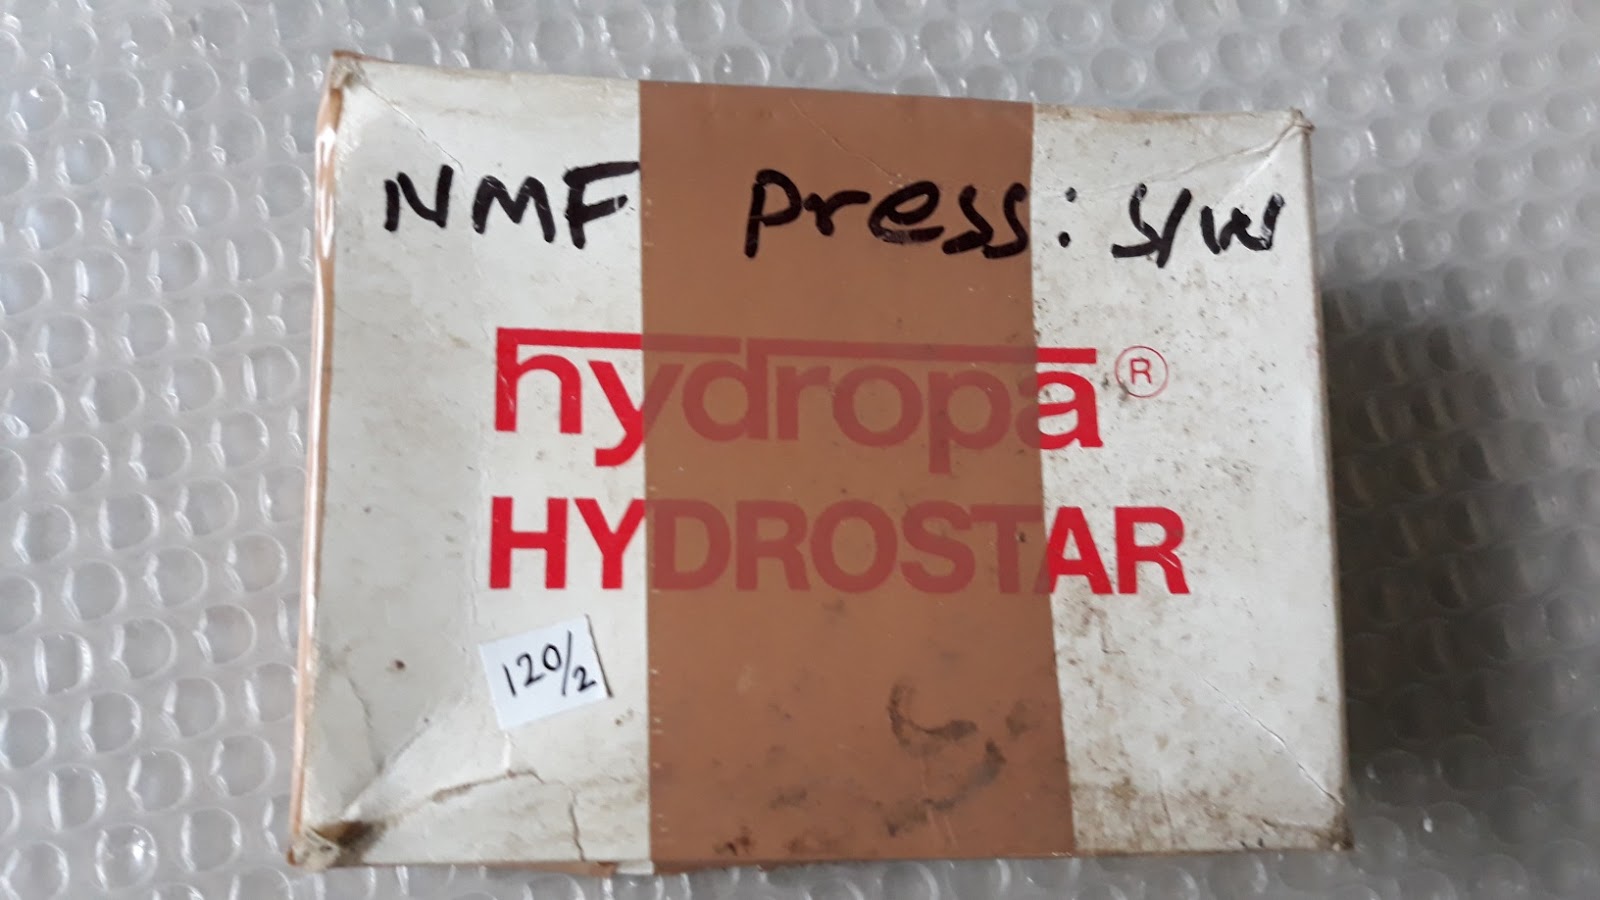 NMF press: S/W
hydropa®
HYDROSTAR
120/2